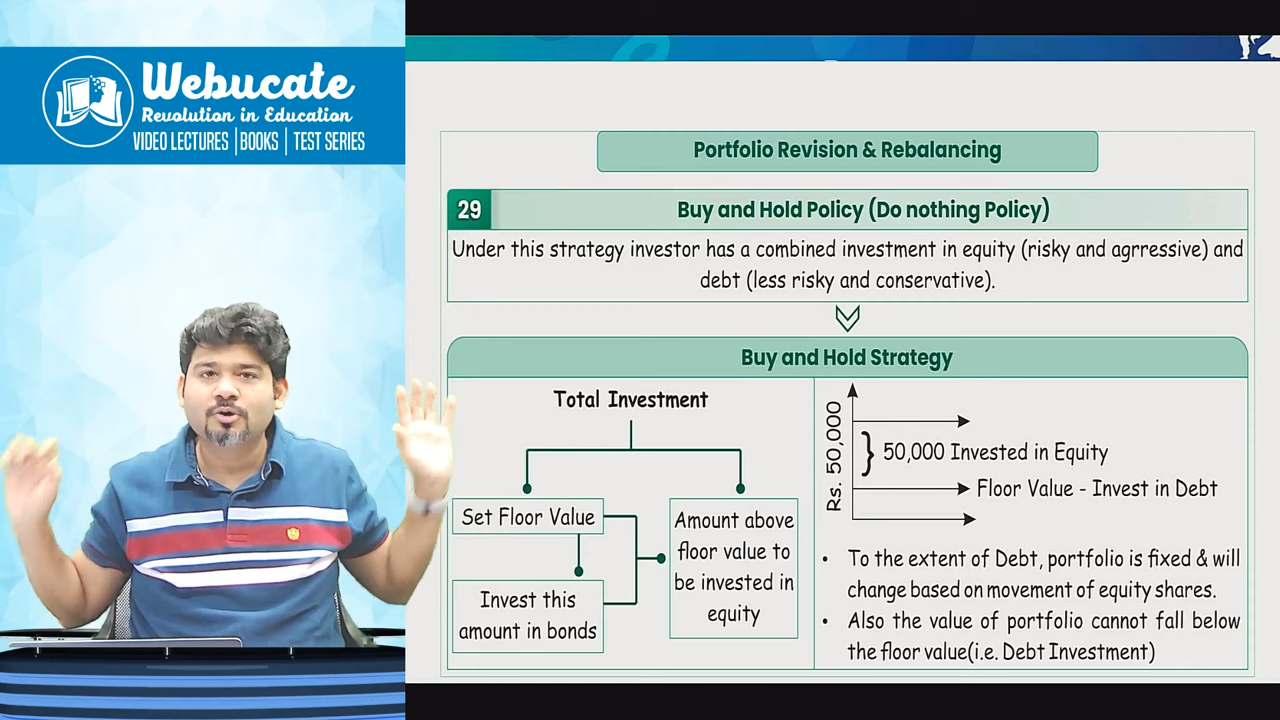 Webucate
Revolution in Education
VIDEO LECTURES | BOOKS | TEST SERIES
Portfolio Revision & Rebalancing
29
Buy and Hold Policy (Do nothing Policy)
Under this strategy investor has a combined investment in equity (risky and agrressive) and
debt (less risky and conservative).
Buy and Hold Strategy
Total Investment
Set Floor Value
Invest this
amount in bonds
Amount above
floor value to
be invested in
equity
Rs. 50,000
50,000 Invested in Equity
Floor Value - Invest in Debt
• To the extent of Debt, portfolio is fixed & will
change based on movement of equity shares.
• Also the value of portfolio cannot fall below
the floor value(i.e. Debt Investment)